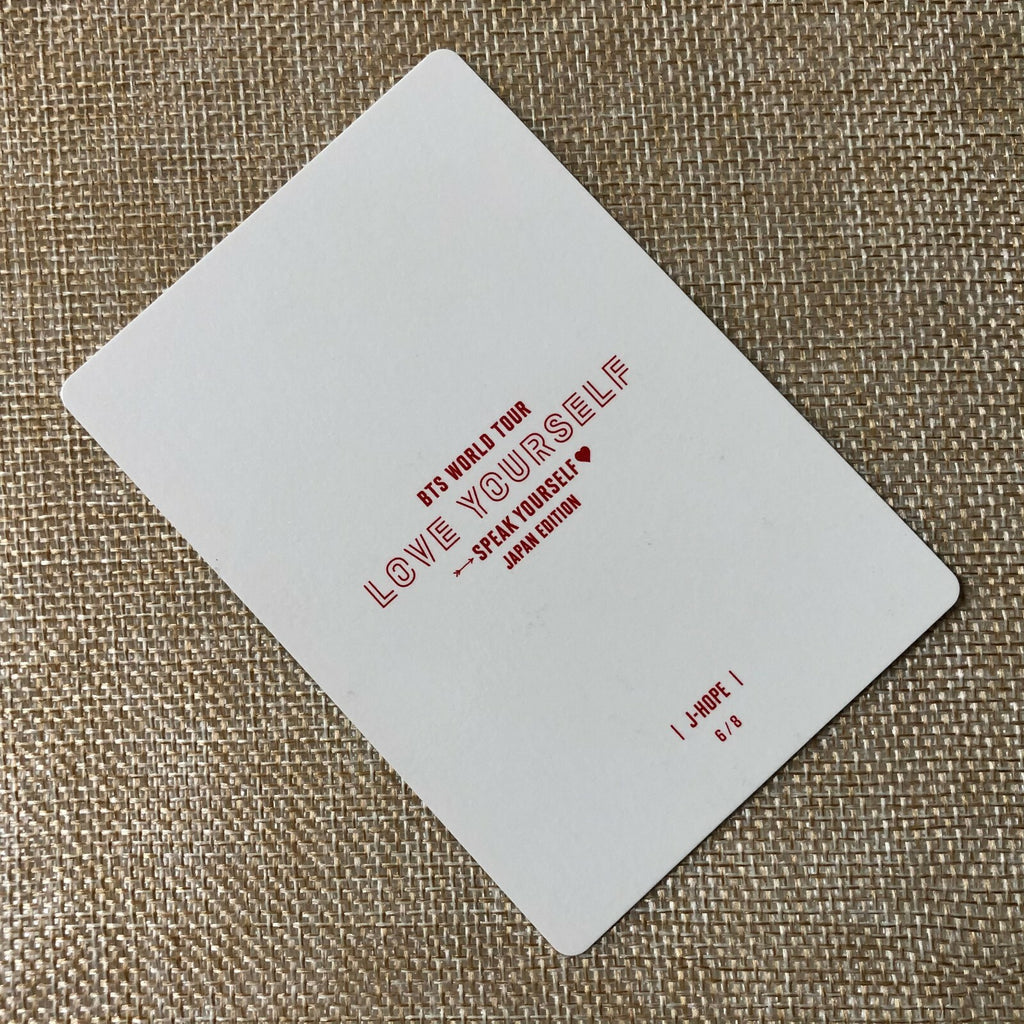 BTS WORLD TOUR
LOVE YOURSELF
SPEAK YOURSELF
JAPAN EDITION
| J-HOPE |
6/8